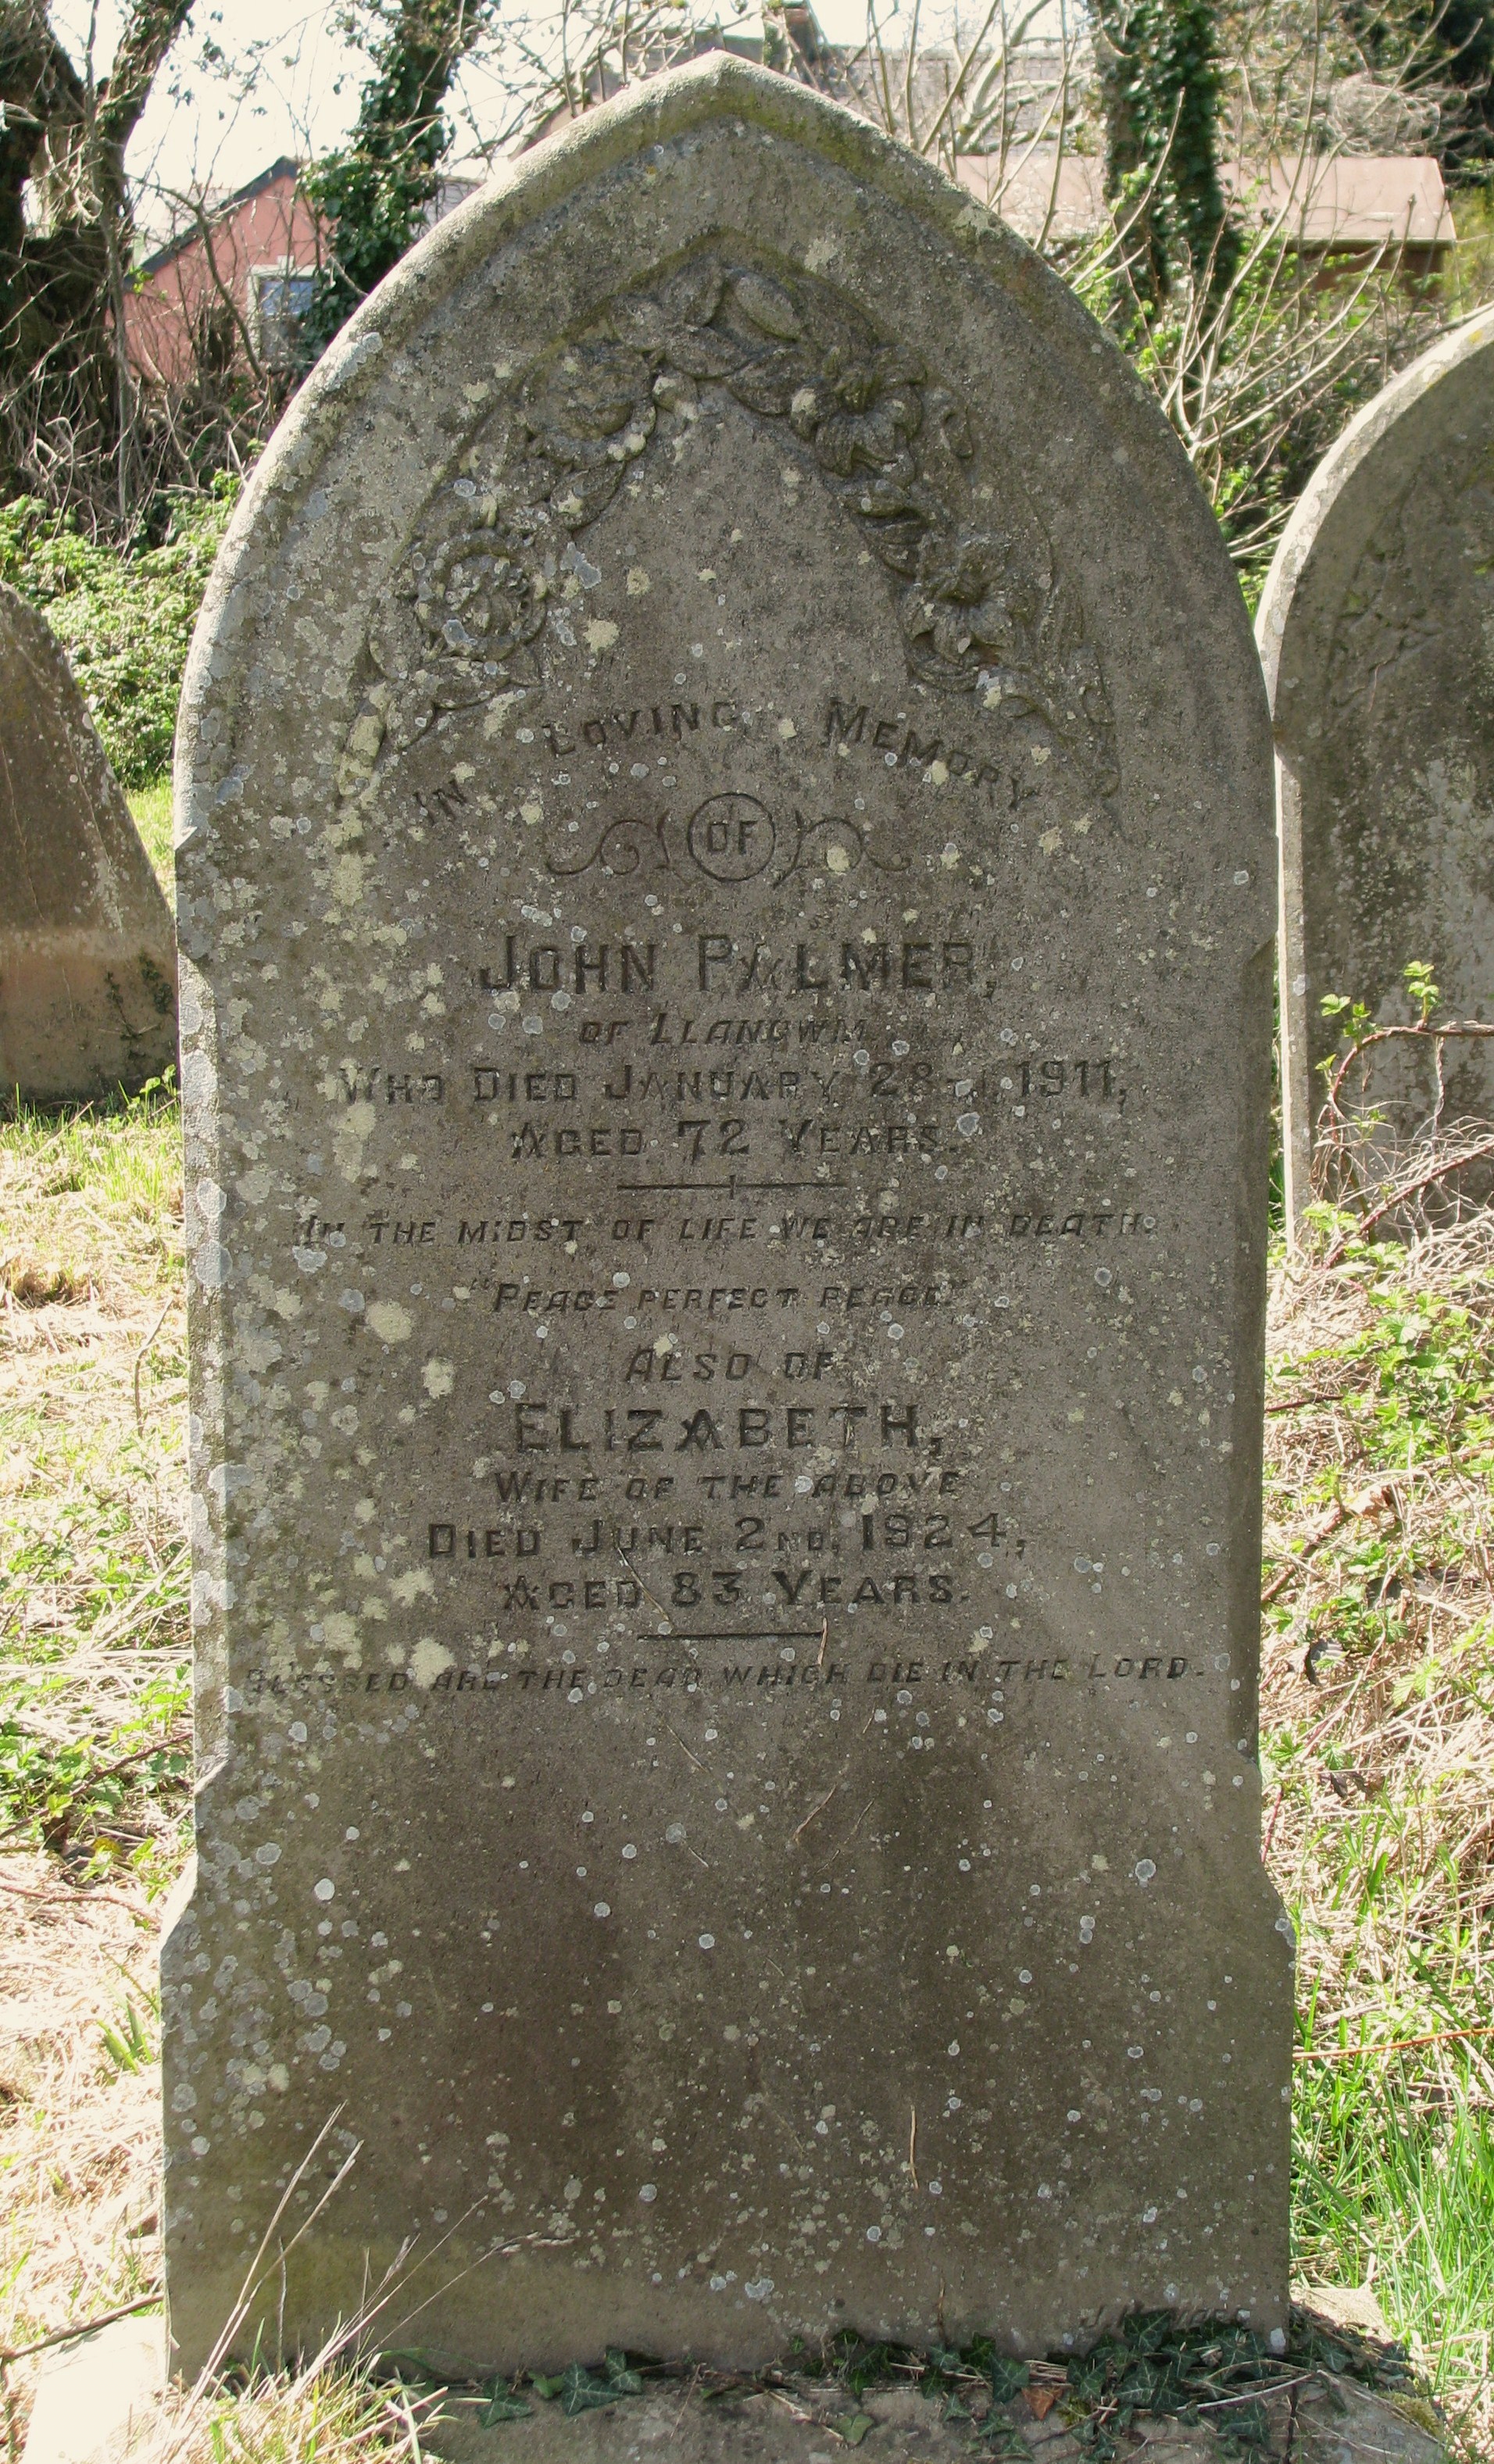 IN LOVING MEMORY
OF
JOHN PALMER,
OF LLANGWM
WHO DIED JANUARY 28TH 1911,
AGED 72 YEARS.
IN THE MIDST OF LIFE WE ARE IN DEATH.
"PEACE PERFECT PEACE."
ALSO OF
ELIZABETH,
WIFE OF THE ABOVE
DIED JUNE 2ND, 1924,
AGED 83 YEARS.
BLESSED ARE THE DEAD WHICH DIE IN THE LORD.